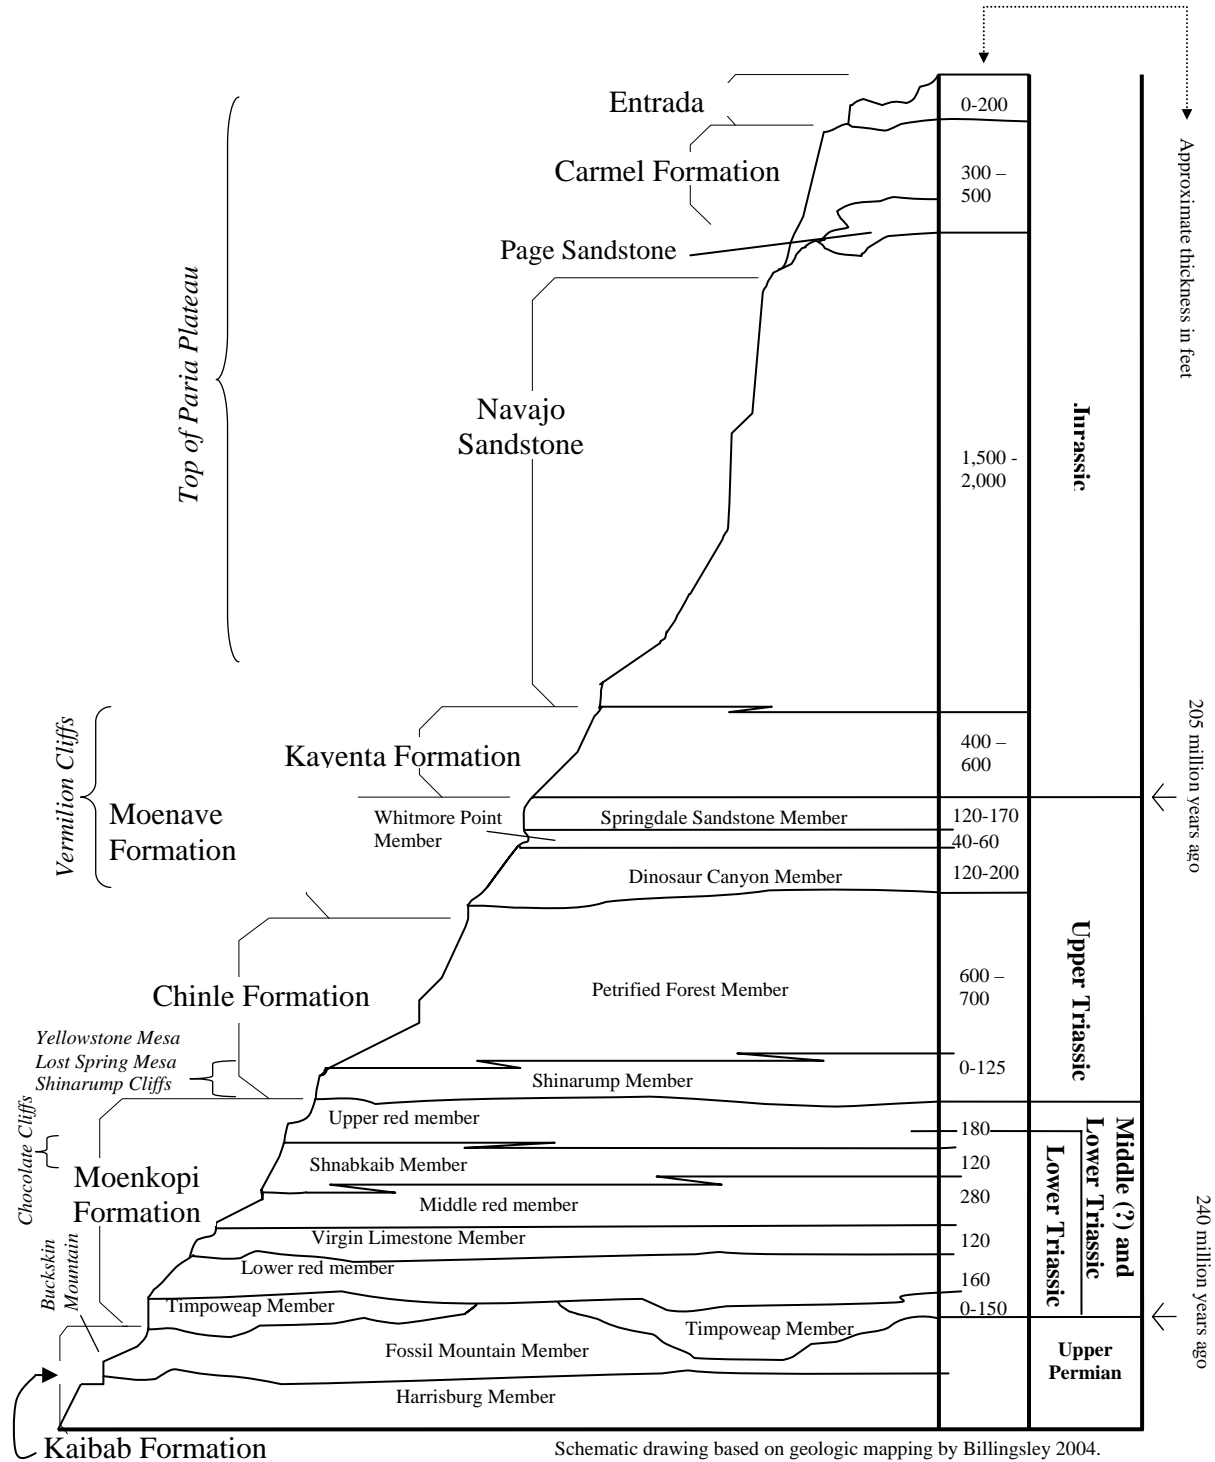 Entrada
0-200
Carmel Formation
300 –
500
Page Sandstone
Approximate thickness in feet
Top of Paria Plateau
Navajo
Sandstone
1,500 -
2,000
Jurassic
Vermilion Cliffs
Kayenta Formation
400 –
600
205 million years ago
Moenave
Formation
Whitmore Point
Member
Springdale Sandstone Member
120-170
40-60
Dinosaur Canyon Member
120-200
Chinle Formation
Petrified Forest Member
600 –
700
Upper Triassic
Yellowstone Mesa
Lost Spring Mesa
Shinarump Cliffs
Shinarump Member
0-125
Chocolate Cliffs
Moenkopi
Formation
Upper red member
180
Shnabkaib Member
120
Middle red member
280
Virgin Limestone Member
120
Lower red member
160
Timpoweap Member
0-150
Timpoweap Member
Middle (?) and
Lower Triassic
Lower Triassic
240 million years ago
Buckskin
Mountain
Fossil Mountain Member
Upper
Permian
Harrisburg Member
Kaibab Formation
Schematic drawing based on geologic mapping by Billingsley 2004.